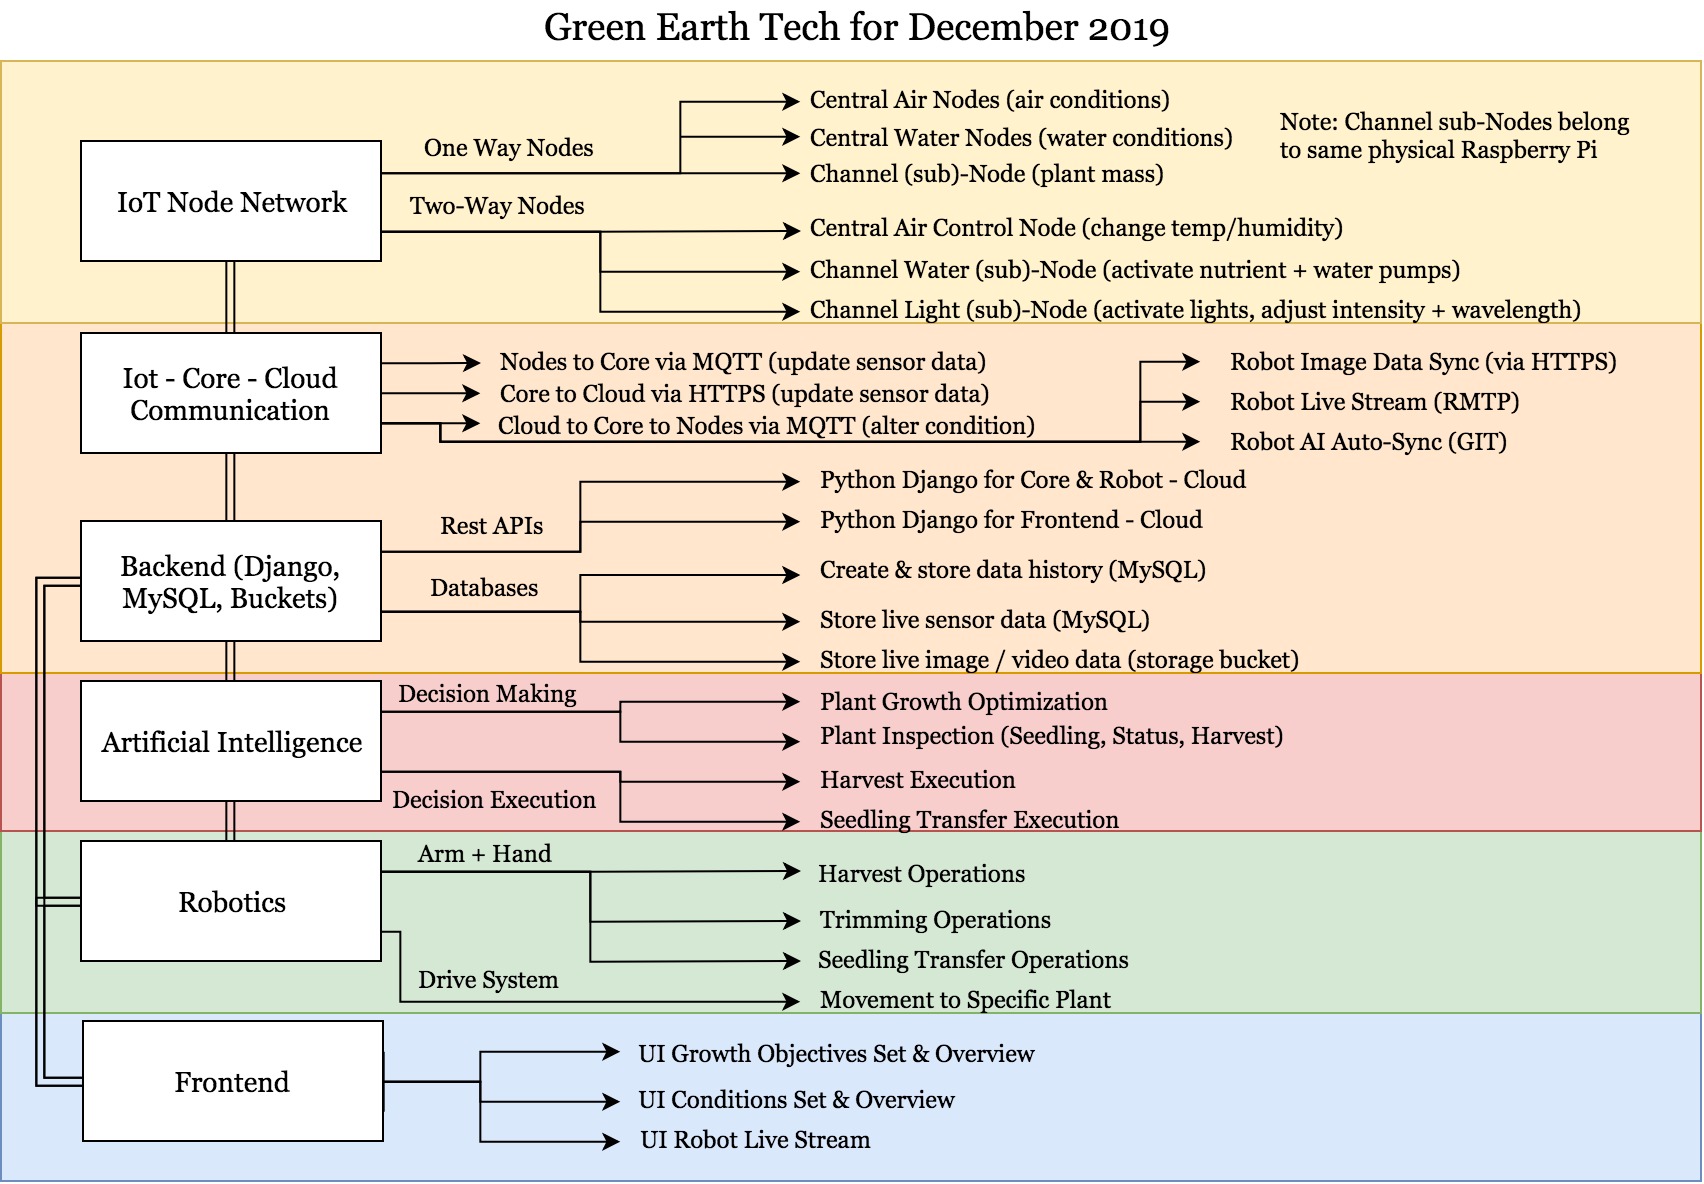 Green Earth Tech for December 2019
IoT Node Network
One Way Nodes
Central Air Nodes (air conditions)
Central Water Nodes (water conditions)
Channel (sub)-Node (plant mass)
Note: Channel sub-Nodes belong
to same physical Raspberry Pi
Two-Way Nodes
Central Air Control Node (change temp/humidity)
Channel Water (sub)-Node (activate nutrient + water pumps)
Channel Light (sub)-Node (activate lights, adjust intensity + wavelength)
Iot - Core - Cloud
Communication
Nodes to Core via MQTT (update sensor data)
Core to Cloud via HTTPS (update sensor data)
Cloud to Core to Nodes via MQTT (alter condition)
Robot Image Data Sync (via HTTPS)
Robot Live Stream (RMTP)
Robot AI Auto-Sync (GIT)
Backend (Django,
MySQL, Buckets)
Rest APIs
Python Django for Core & Robot - Cloud
Python Django for Frontend - Cloud
Databases
Create & store data history (MySQL)
Store live sensor data (MySQL)
Store live image / video data (storage bucket)
Artificial Intelligence
Decision Making
Plant Growth Optimization
Plant Inspection (Seedling, Status, Harvest)
Decision Execution
Harvest Execution
Seedling Transfer Execution
Robotics
Arm + Hand
Harvest Operations
Trimming Operations
Seedling Transfer Operations
Drive System
Movement to Specific Plant
Frontend
UI Growth Objectives Set & Overview
UI Conditions Set & Overview
UI Robot Live Stream